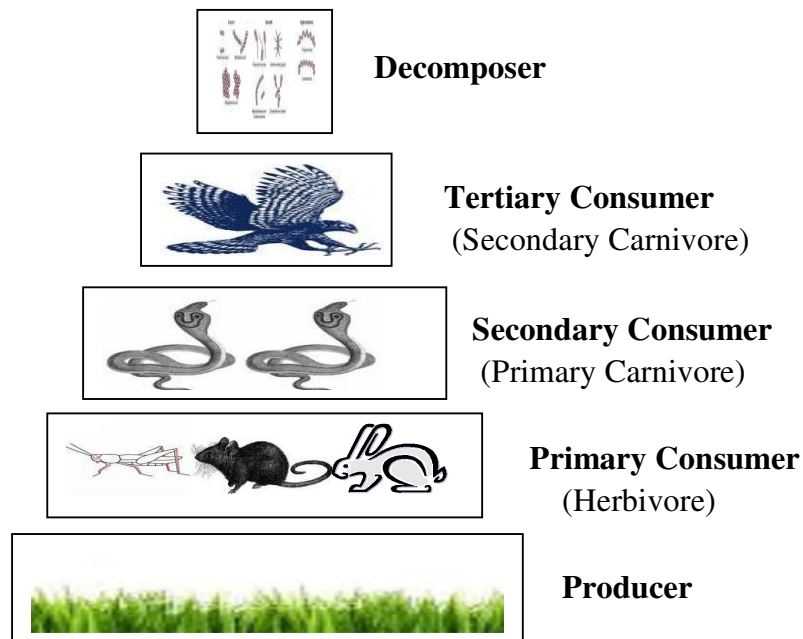 Decomposer
Tertiary Consumer
(Secondary Carnivore)
Secondary Consumer
(Primary Carnivore)
Primary Consumer
(Herbivore)
Producer